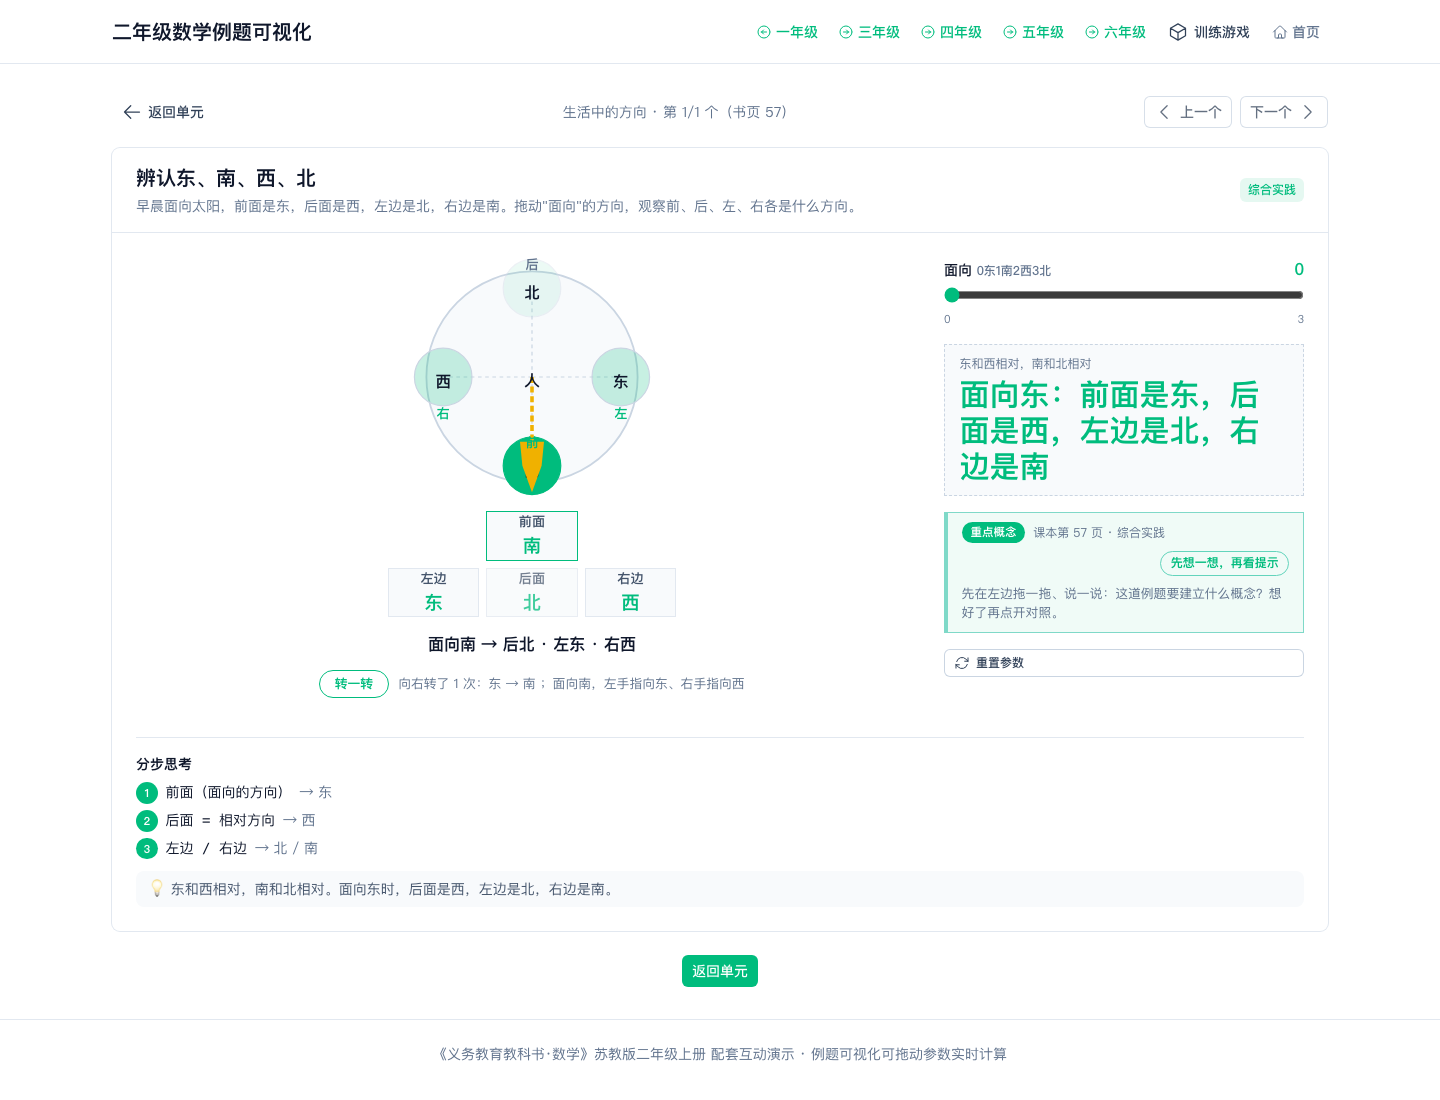 二年级数学例题可视化
一年级
三年级
四年级
五年级
六年级
训练游戏
首页
返回单元
生活中的方向 · 第 1/1 个（书页 57）
上一个
下一个
辨认东、南、西、北
早晨面向太阳，前面是东，后面是西，左边是北，右边是南。拖动"面向"的方向，观察前、后、左、右各是什么方向。
综合实践
后
北
西
人
东
右
左
前
前面
南
左边
东
后面
北
右边
西
面向南 → 后北 · 左东 · 右西
转一转
向右转了 1 次：东 → 南；面向南，左手指向东、右手指向西
面向 0东1南2西3北
0
0
3
东和西相对，南和北相对
面向东：前面是东，后
面是西，左边是北，右
边是南
重点概念
课本第 57 页 · 综合实践
先想一想，再看提示
先在左边拖一拖、说一说：这道例题要建立什么概念？想
好了再点开对照。
重置参数
分步思考
1 前面（面向的方向） → 东
2 后面 = 相对方向 → 西
3 左边 / 右边 → 北 / 南
💡 东和西相对，南和北相对。面向东时，后面是西，左边是北，右边是南。
返回单元
《义务教育教科书·数学》苏教版二年级上册 配套互动演示 · 例题可视化可拖动参数实时计算